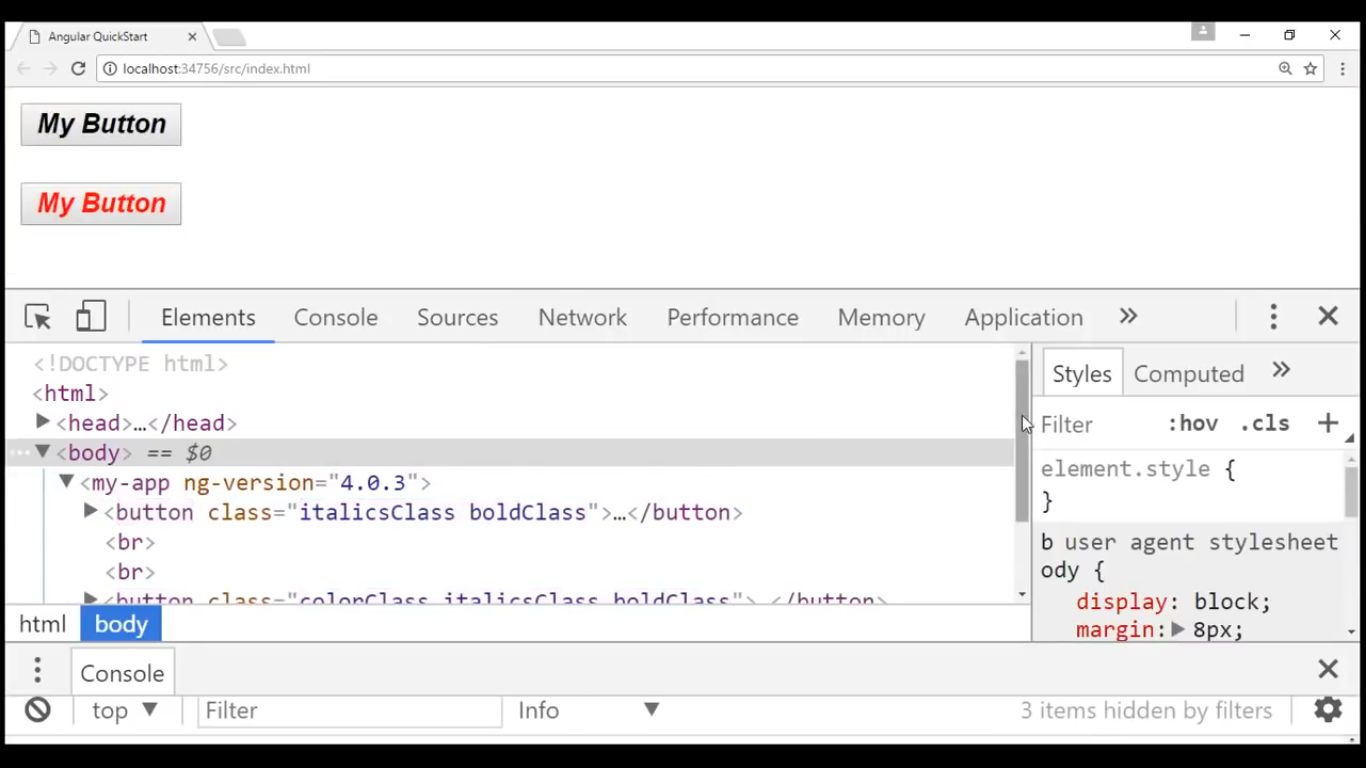 Angular QuickStart
localhost:34756/src/index.html
My Button
My Button
Elements Console Sources Network Performance Memory Application »
<!DOCTYPE html>
<html>
<head>…</head>
<body> == $0
<my-app ng-version="4.0.3">
<button class="italicsClass boldClass">…</button>
<br>
<br>
<button class="colorClass italicsClass boldClass">…</button>
html body
Styles Computed »
Filter :hov .cls +
element.style {
}
b user agent stylesheet
ody {
display: block;
margin: 8px;
Console
top Filter Info 3 items hidden by filters